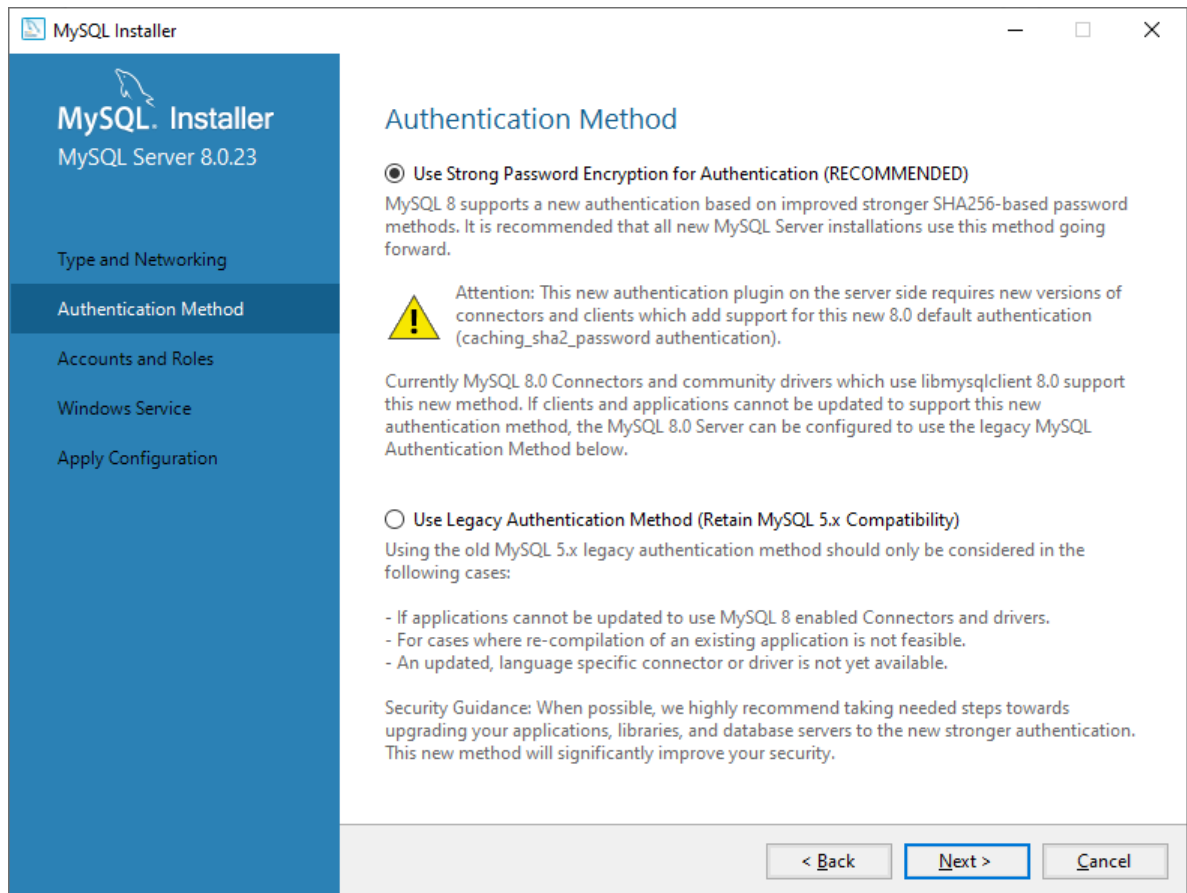 MySQL Installer
MySQL. Installer
MySQL Server 8.0.23
Type and Networking
Authentication Method
Accounts and Roles
Windows Service
Apply Configuration
Authentication Method
Use Strong Password Encryption for Authentication (RECOMMENDED)
MySQL 8 supports a new authentication based on improved stronger SHA256-based password
methods. It is recommended that all new MySQL Server installations use this method going
forward.
Attention: This new authentication plugin on the server side requires new versions of
connectors and clients which add support for this new 8.0 default authentication
(caching_sha2_password authentication).
Currently MySQL 8.0 Connectors and community drivers which use libmysqlclient 8.0 support
this new method. If clients and applications cannot be updated to support this new
authentication method, the MySQL 8.0 Server can be configured to use the legacy MySQL
Authentication Method below.
Use Legacy Authentication Method (Retain MySQL 5.x Compatibility)
Using the old MySQL 5.x legacy authentication method should only be considered in the
following cases:
- If applications cannot be updated to use MySQL 8 enabled Connectors and drivers.
- For cases where re-compilation of an existing application is not feasible.
- An updated, language specific connector or driver is not yet available.
Security Guidance: When possible, we highly recommend taking needed steps towards
upgrading your applications, libraries, and database servers to the new stronger authentication.
This new method will significantly improve your security.
< Back
Next >
Cancel